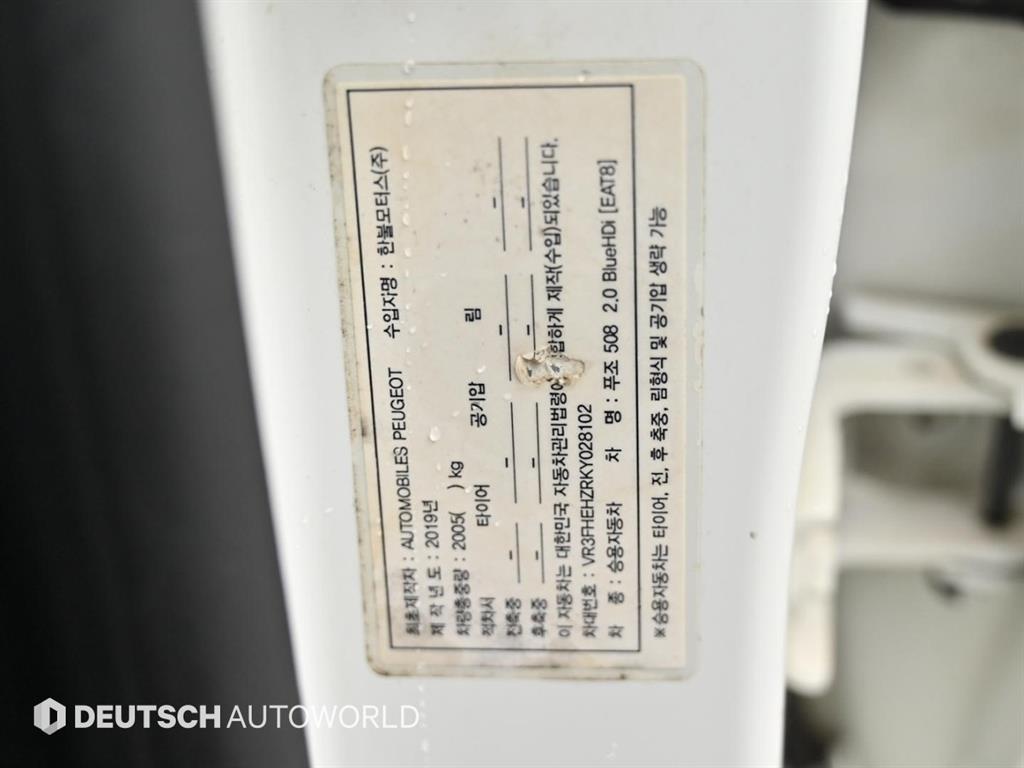 최초제작자 : AUTOMOBILES PEUGEOT 수입자명 : 한불모터스(주)
제 작 년 도 : 2019년
차량총중량 : 2005( ) kg
적차시 타이어 공기압 림
전축중 - - - -
후축중 - - - -
이 자동차는 대한민국 자동차관리법령에 합하게 제작(수입)되있습니다.
차대번호 : VR3FHEHZRKY028102
차 종 : 승용자동차 차 명 : 푸조 508 2.0 BlueHDi [EAT8]
※승용자동차는 타이어, 전, 후 축중, 림형식 및 공기압 생략 가능
DEUTSCH AUTOWORLD